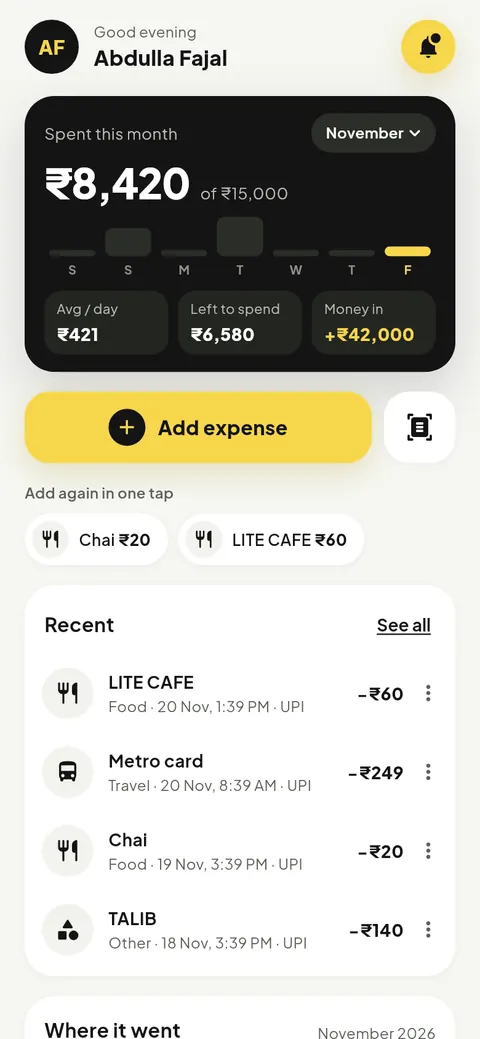 AF
Good evening
Abdulla Fajal
Spent this month
November
₹8,420 of ₹15,000
S S M T W T F
Avg / day
₹421
Left to spend
₹6,580
Money in
+₹42,000
Add expense
Add again in one tap
Chai ₹20
LITE CAFE ₹60
Recent
See all
LITE CAFE
Food · 20 Nov, 1:39 PM · UPI
−₹60
Metro card
Travel · 20 Nov, 8:39 AM · UPI
−₹249
Chai
Food · 19 Nov, 3:39 PM · UPI
−₹20
TALIB
Other · 18 Nov, 3:39 PM · UPI
−₹140
Where it went
November 2026